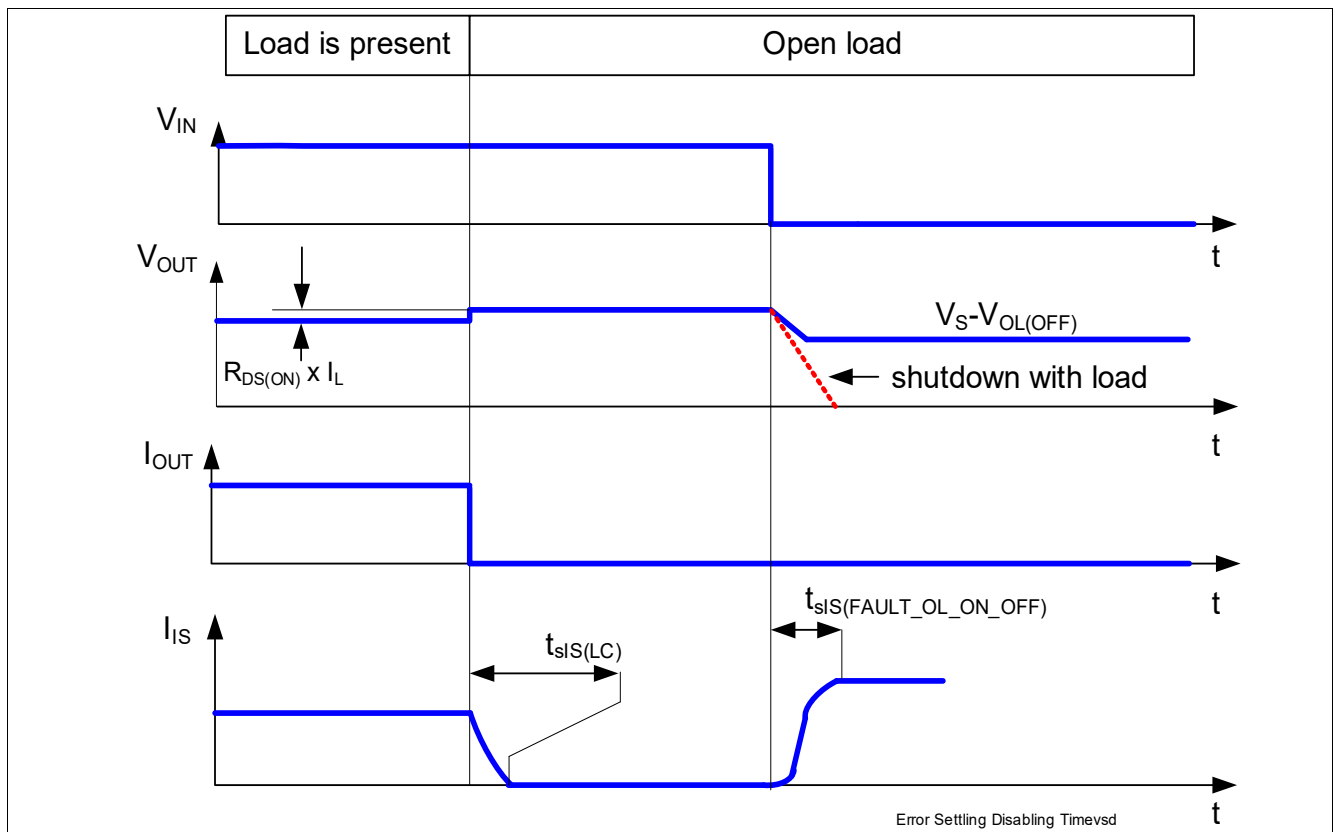 Load is present
Open load
VIN
t
VOUT
RDS(ON) x IL
VS-VOL(OFF)
shutdown with load
t
IOUT
t
IIS
tsIS(LC)
tsIS(FAULT_OL_ON_OFF)
t
Error Settling Disabling Timevsd